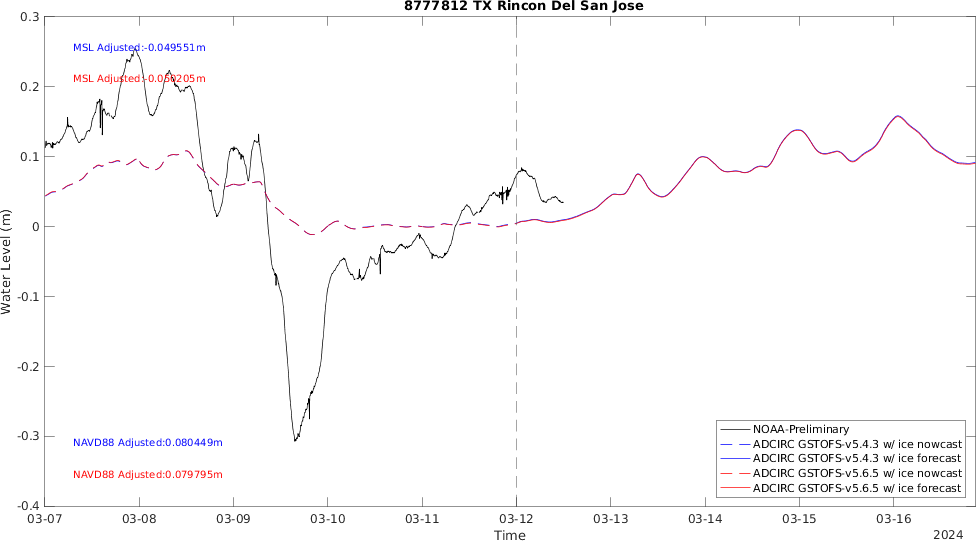 8777812 TX Rincon Del San Jose
0.3
0.2
0.1
0
-0.1
-0.2
-0.3
-0.4
Water Level (m)
MSL Adjusted:-0.049551m
MSL Adjusted:-0.050205m
NAVD88 Adjusted:0.080449m
NAVD88 Adjusted:0.079795m
NOAA-Preliminary
ADCIRC GSTOFS-v5.4.3 w/ ice nowcast
ADCIRC GSTOFS-v5.4.3 w/ ice forecast
ADCIRC GSTOFS-v5.6.5 w/ ice nowcast
ADCIRC GSTOFS-v5.6.5 w/ ice forecast
03-07 03-08 03-09 03-10 03-11 03-12 03-13 03-14 03-15 03-16
Time
2024